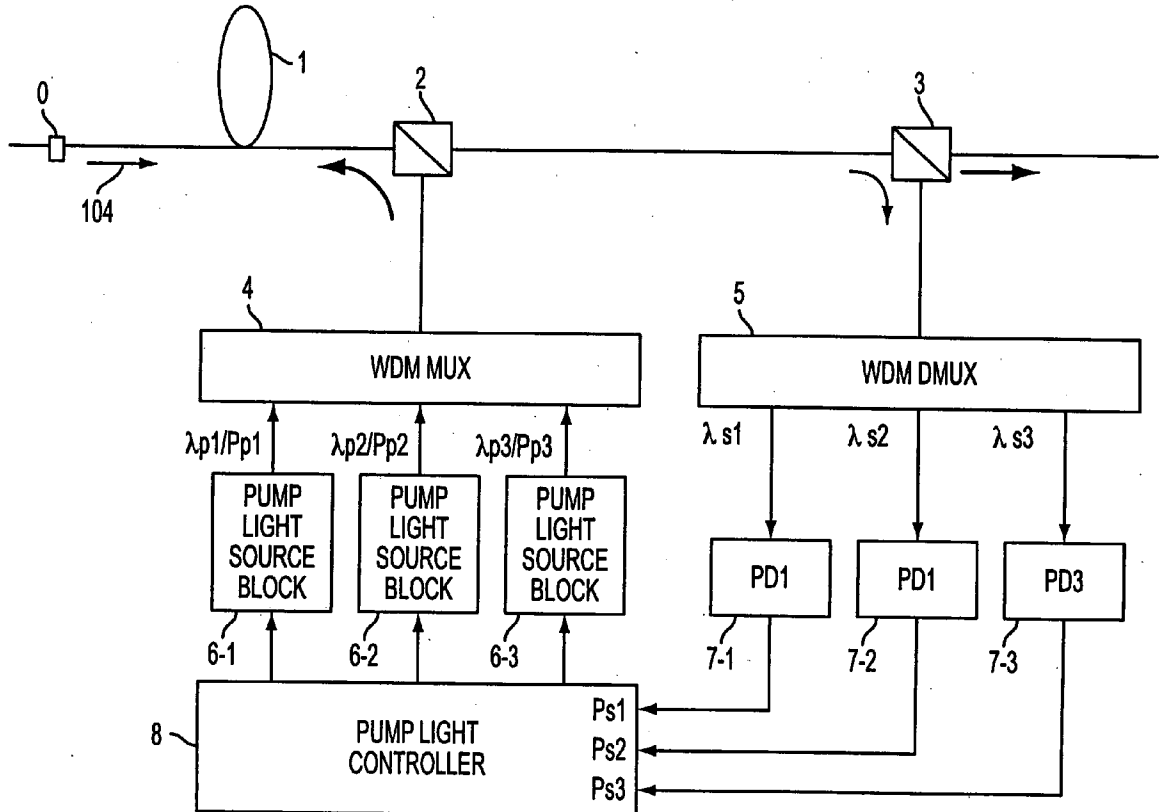 1
0
2
3
104
4
5
WDM MUX
WDM DMUX
λp1/Pp1
λp2/Pp2
λp3/Pp3
λ s1
λ s2
λ s3
PUMP
LIGHT
SOURCE
BLOCK
PUMP
LIGHT
SOURCE
BLOCK
PUMP
LIGHT
SOURCE
BLOCK
PD1
PD1
PD3
6-1
6-2
6-3
7-1
7-2
7-3
8
PUMP LIGHT
CONTROLLER
Ps1
Ps2
Ps3